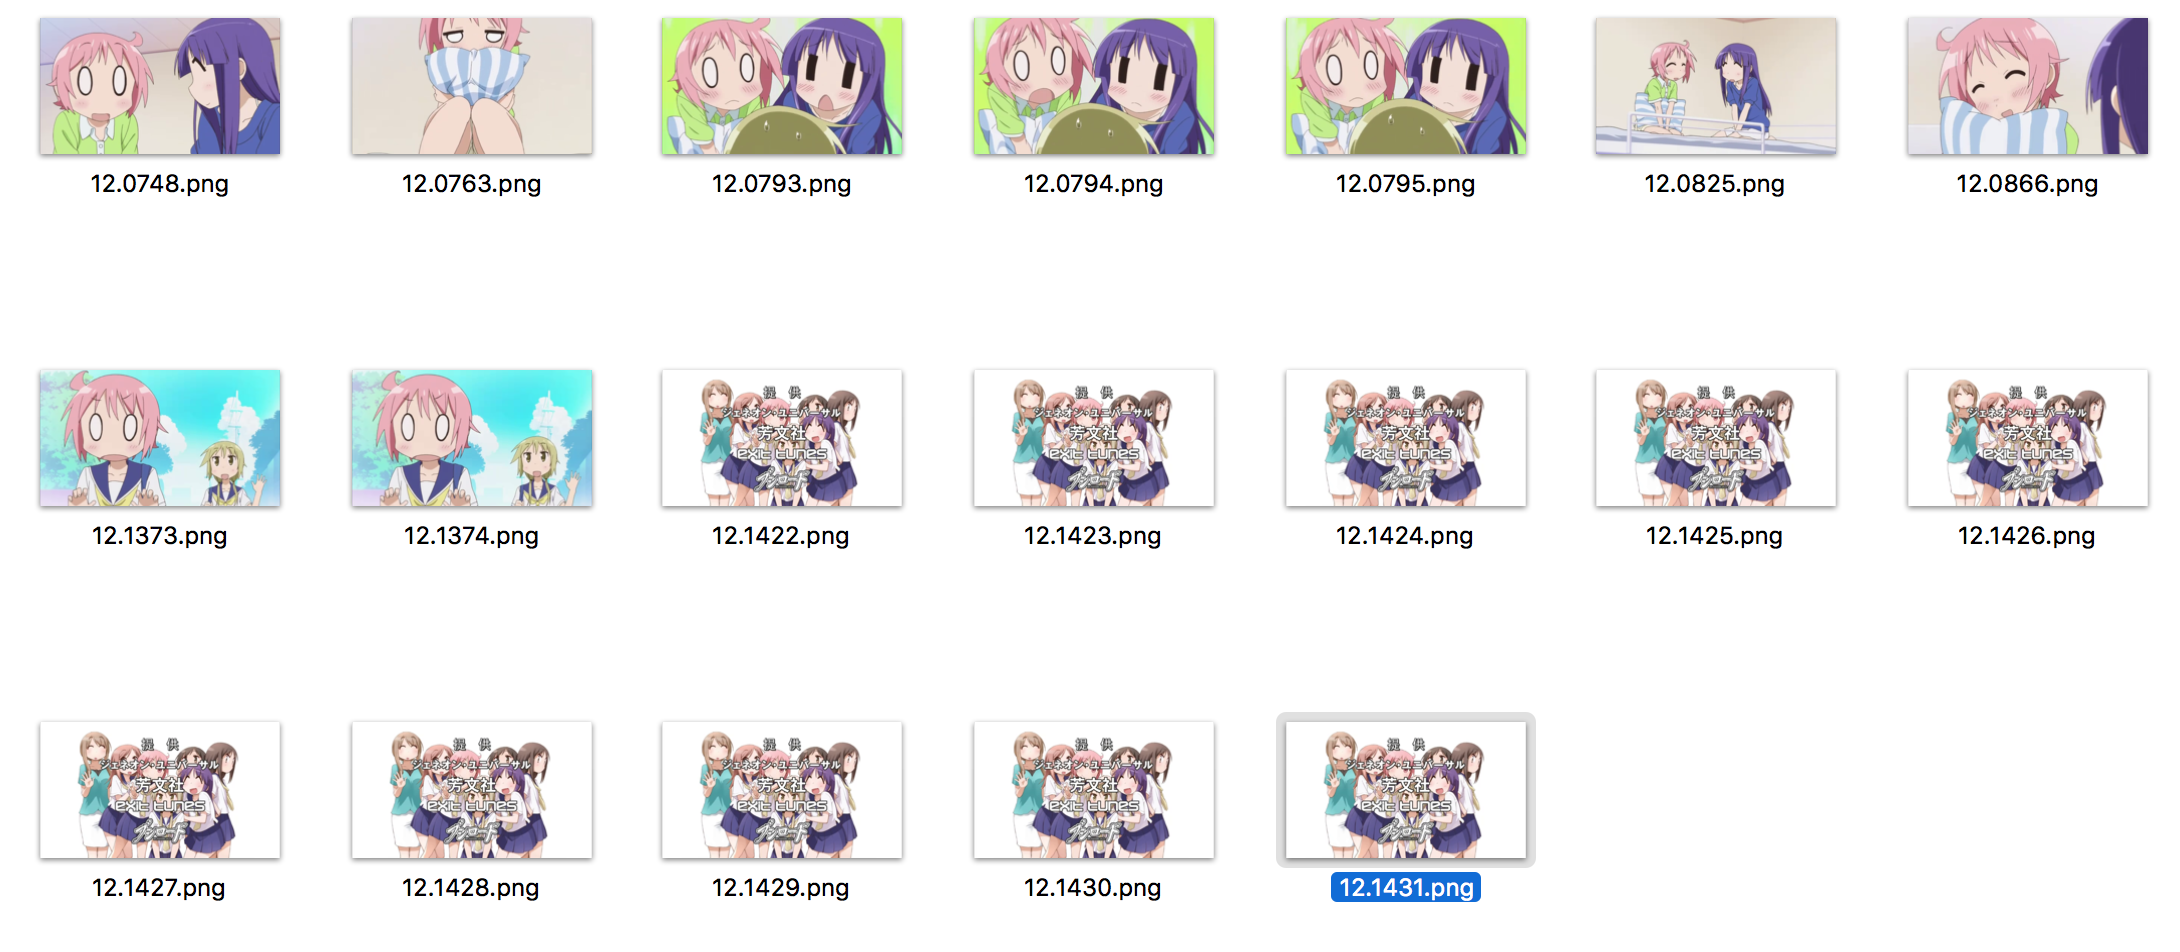 12.0748.png
12.0763.png
12.0793.png
12.0794.png
12.0795.png
12.0825.png
12.0866.png
提 供
ジェネオン・ユニバーサル
芳文社
exit tunes
ブシロード
提 供
ジェネオン・ユニバーサル
芳文社
exit tunes
ブシロード
提 供
ジェネオン・ユニバーサル
芳文社
exit tunes
ブシロード
提 供
ジェネオン・ユニバーサル
芳文社
exit tunes
ブシロード
提 供
ジェネオン・ユニバーサル
芳文社
exit tunes
ブシロード
12.1373.png
12.1374.png
12.1422.png
12.1423.png
12.1424.png
12.1425.png
12.1426.png
提 供
ジェネオン・ユニバーサル
芳文社
exit tunes
ブシロード
提 供
ジェネオン・ユニバーサル
芳文社
exit tunes
ブシロード
提 供
ジェネオン・ユニバーサル
芳文社
exit tunes
ブシロード
提 供
ジェネオン・ユニバーサル
芳文社
exit tunes
ブシロード
提 供
ジェネオン・ユニバーサル
芳文社
exit tunes
ブシロード
12.1427.png
12.1428.png
12.1429.png
12.1430.png
12.1431.png